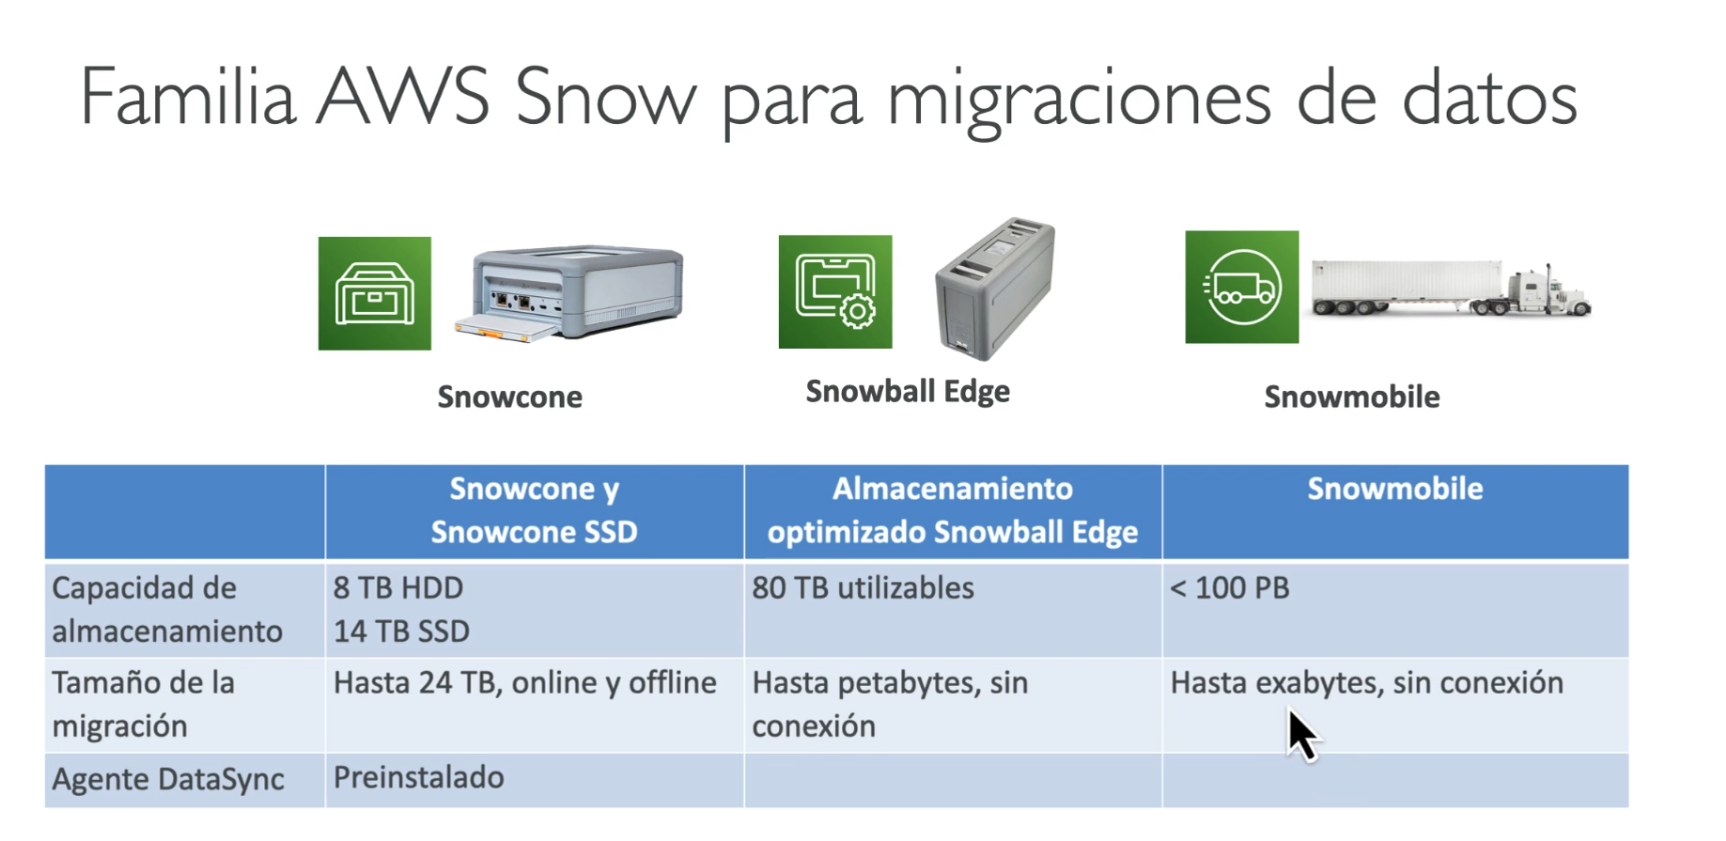 Familia AWS Snow para migraciones de datos
Snowcone
Snowball Edge
Snowmobile
Snowcone y
Snowcone SSD
Almacenamiento
optimizado Snowball Edge
Snowmobile
Capacidad de
almacenamiento
8 TB HDD
14 TB SSD
80 TB utilizables
< 100 PB
Tamaño de la
migración
Hasta 24 TB, online y offline
Hasta petabytes, sin
conexión
Hasta exabytes, sin conexión
Agente DataSync
Preinstalado